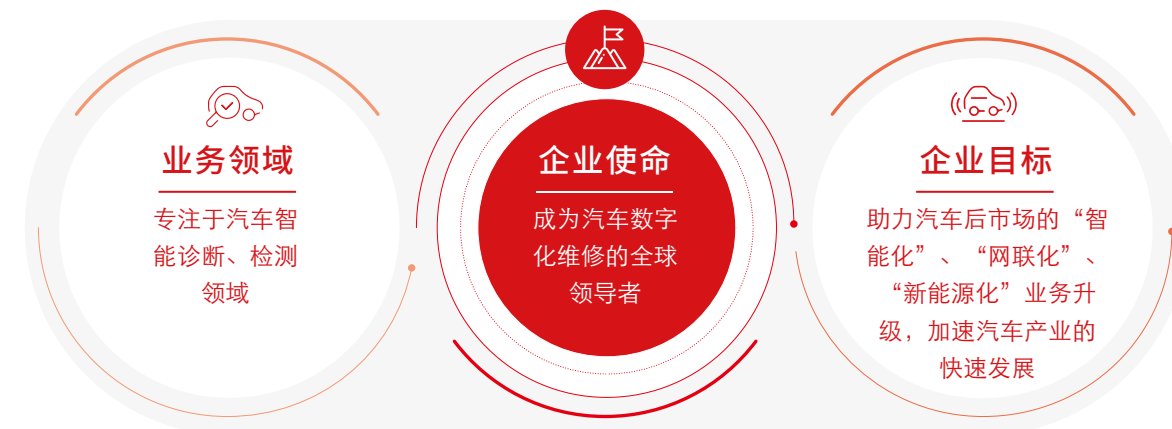 业务领域
专注于汽车智
能诊断、检测
领域
企业使命
成为汽车数字
化维修的全球
领导者
企业目标
助力汽车后市场的“智
能化”、“网联化”、
“新能源化”业务升
级，加速汽车产业的
快速发展